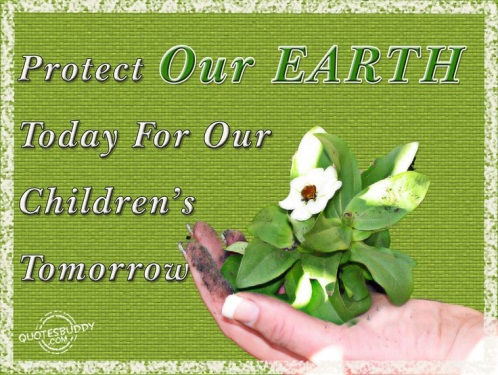 Protect Our EARTH
Today For Our
Children's
Tomorrow
QUOTESBUDDY
.COM